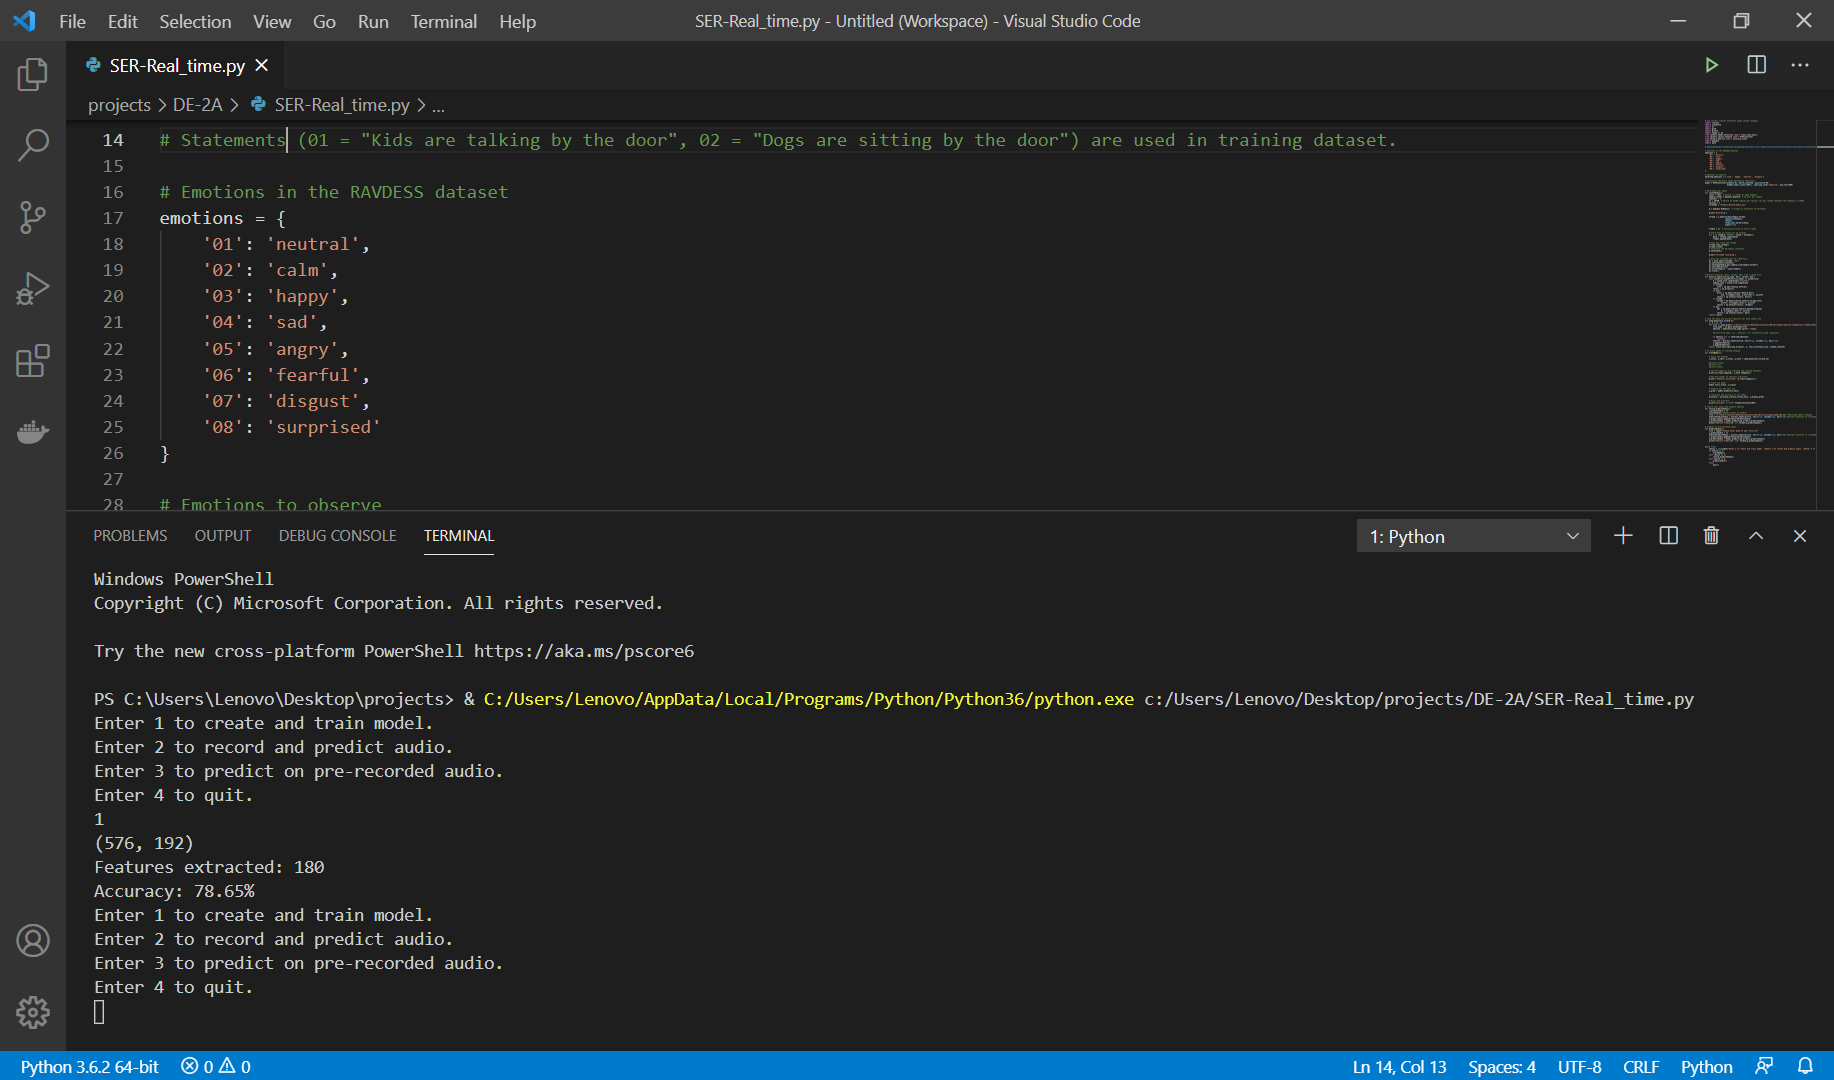 File Edit Selection View Go Run Terminal Help
SER-Real_time.py - Untitled (Workspace) - Visual Studio Code
SER-Real_time.py
projects > DE-2A > SER-Real_time.py > ...
14 # Statements (01 = "Kids are talking by the door", 02 = "Dogs are sitting by the door") are used in training dataset.
15
16 # Emotions in the RAVDESS dataset
17 emotions = {
18 '01': 'neutral',
19 '02': 'calm',
20 '03': 'happy',
21 '04': 'sad',
22 '05': 'angry',
23 '06': 'fearful',
24 '07': 'disgust',
25 '08': 'surprised'
26 }
27
28 # Emotions to observe
PROBLEMS OUTPUT DEBUG CONSOLE TERMINAL
1: Python
Windows PowerShell
Copyright (C) Microsoft Corporation. All rights reserved.
Try the new cross-platform PowerShell https://aka.ms/pscore6
PS C:\Users\Lenovo\Desktop\projects> & C:/Users/Lenovo/AppData/Local/Programs/Python/Python36/python.exe c:/Users/Lenovo/Desktop/projects/DE-2A/SER-Real_time.py
Enter 1 to create and train model.
Enter 2 to record and predict audio.
Enter 3 to predict on pre-recorded audio.
Enter 4 to quit.
1
(576, 192)
Features extracted: 180
Accuracy: 78.65%
Enter 1 to create and train model.
Enter 2 to record and predict audio.
Enter 3 to predict on pre-recorded audio.
Enter 4 to quit.
Python 3.6.2 64-bit 0 0 Ln 14, Col 13 Spaces: 4 UTF-8 CRLF Python